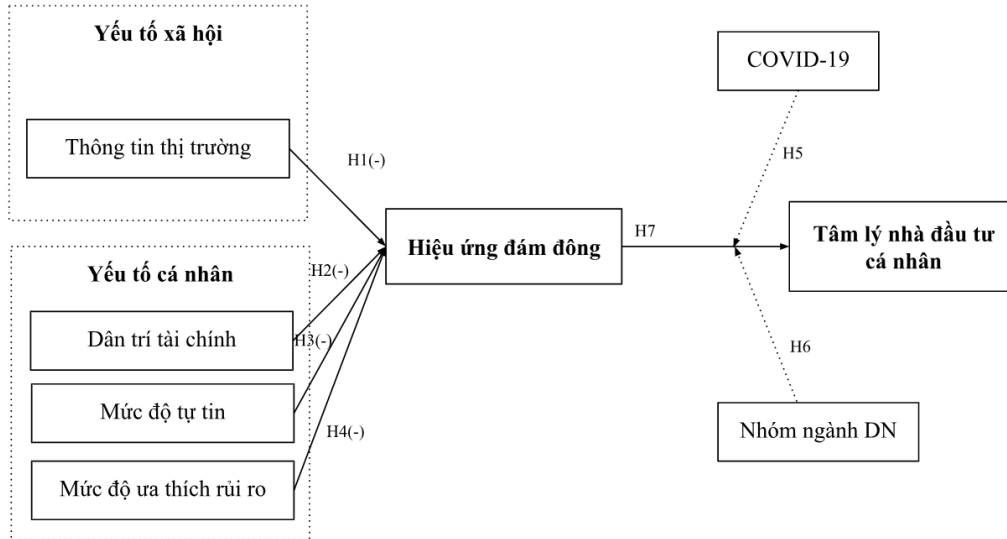 Yếu tố xã hội
COVID-19
Thông tin thị trường
H1(-)
H5
Hiệu ứng đám đông
H7
Tâm lý nhà đầu tư
cá nhân
Yếu tố cá nhân
H2(-)
Dân trí tài chính
H3(-)
H6
Mức độ tự tin
H4(-)
Nhóm ngành DN
Mức độ ưa thích rủi ro